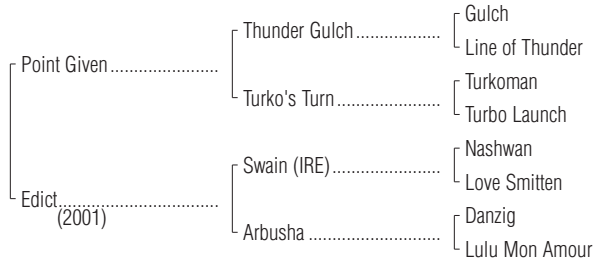 Gulch
Thunder Gulch..................
Line of Thunder
Point Given.......................
Turkoman
Turko's Turn.....................
Turbo Launch
Nashwan
Swain (IRE)......................
Love Smitten
Edict..................................
(2001)
Danzig
Arbusha ...........................
Lulu Mon Amour